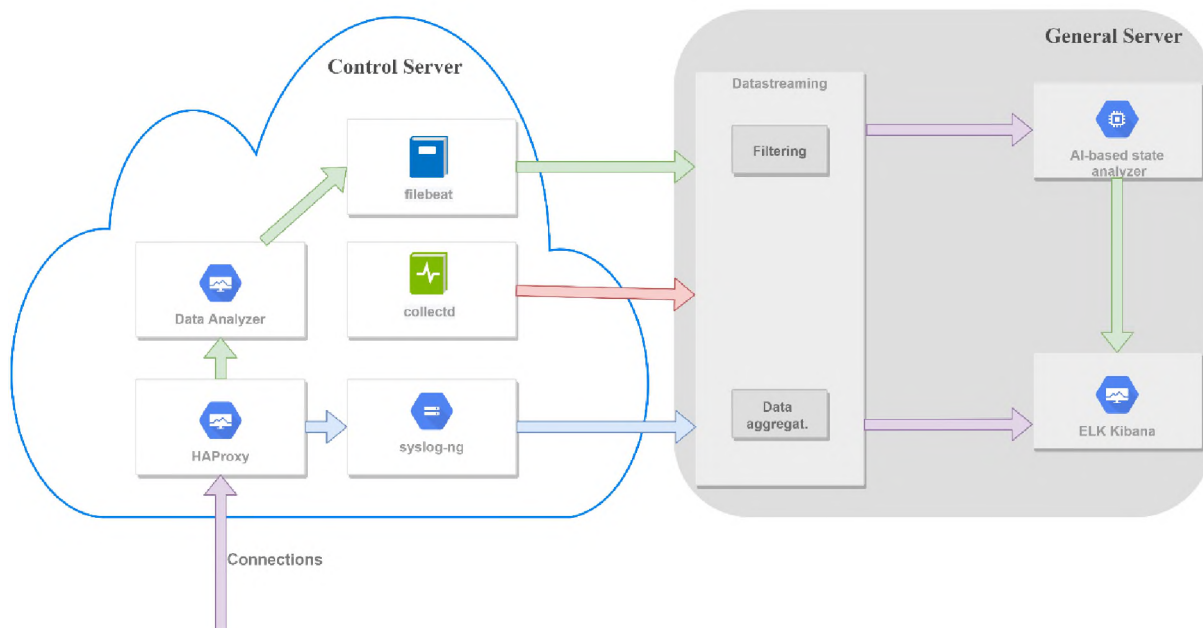 General Server
Control Server
Datastreaming
Filtering
AI-based state
analyzer
filebeat
Data Analyzer
collectd
HAProxy
syslog-ng
Data
aggregat.
ELK Kibana
Connections